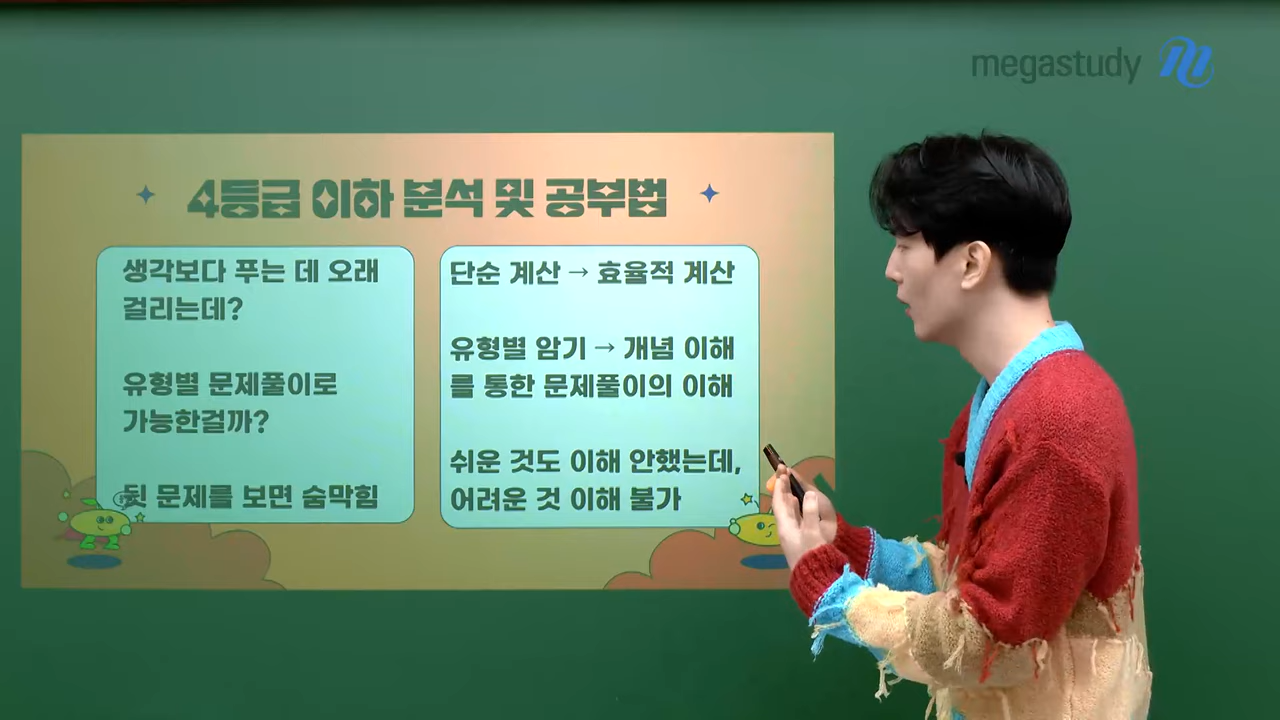 megastudy
4등급 이하 분석 및 공부법
생각보다 푸는 데 오래
걸리는데?
유형별 문제풀이로
가능한걸까?
뒷 문제를 보면 숨막힘
단순 계산 → 효율적 계산
유형별 암기 → 개념 이해
를 통한 문제풀이의 이해
쉬운 것도 이해 안했는데,
어려운 것 이해 불가